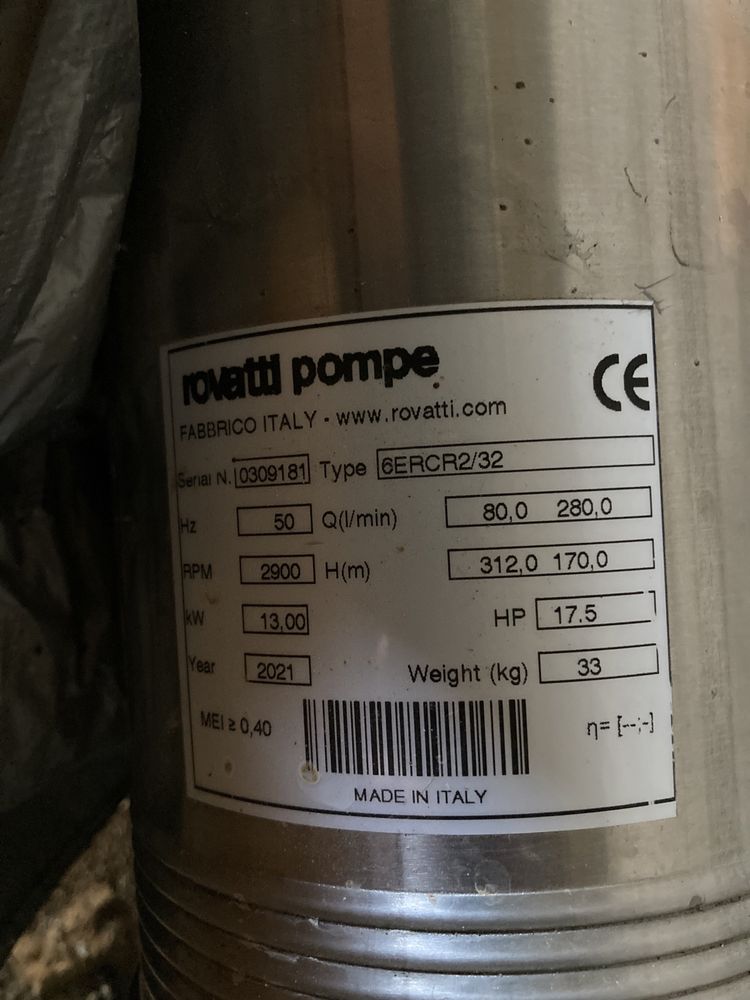 rovatti pompe
CE
FABBRICO ITALY - www.rovatti.com
Serial N. 0309181 Type 6ERCR2/32
Hz 50 Q(l/min) 80,0 280,0
RPM 2900 H(m) 312,0 170,0
kW 13,00 HP 17.5
Year 2021 Weight (kg) 33
MEI ≥ 0,40 η= [--;-]
MADE IN ITALY